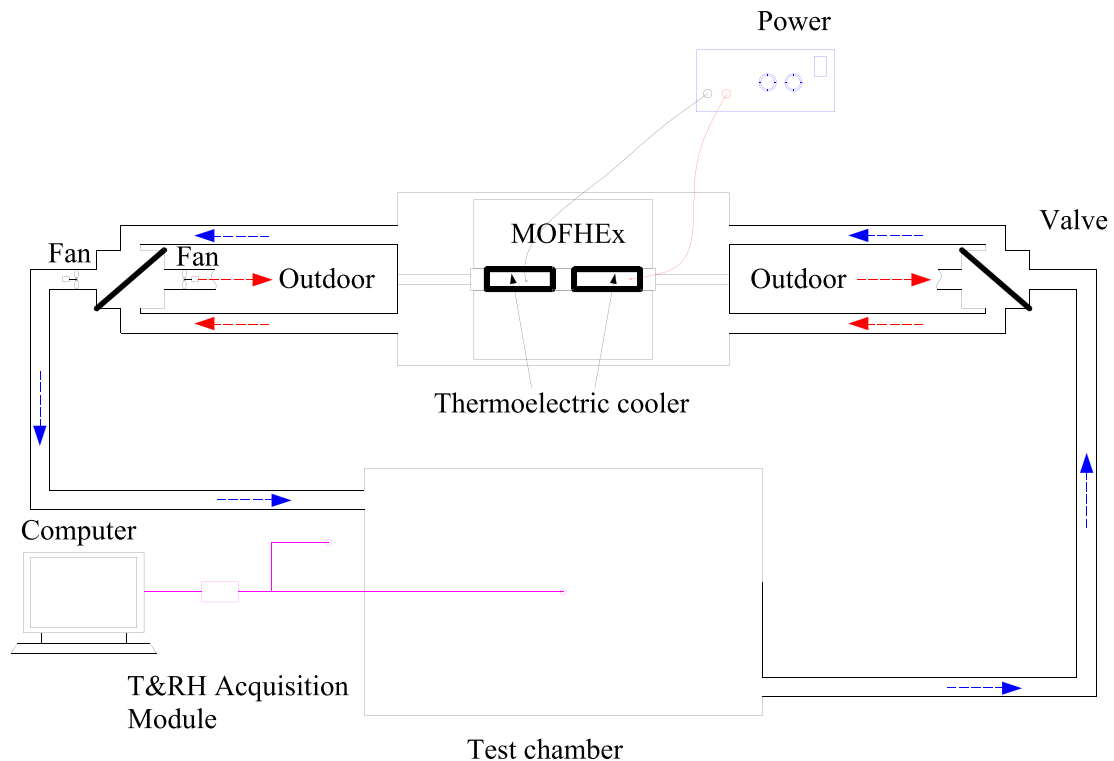 Power
Valve
MOFHEx
Fan
Fan
Outdoor
Outdoor
Thermoelectric cooler
Computer
T&RH Acquisition
Module
Test chamber